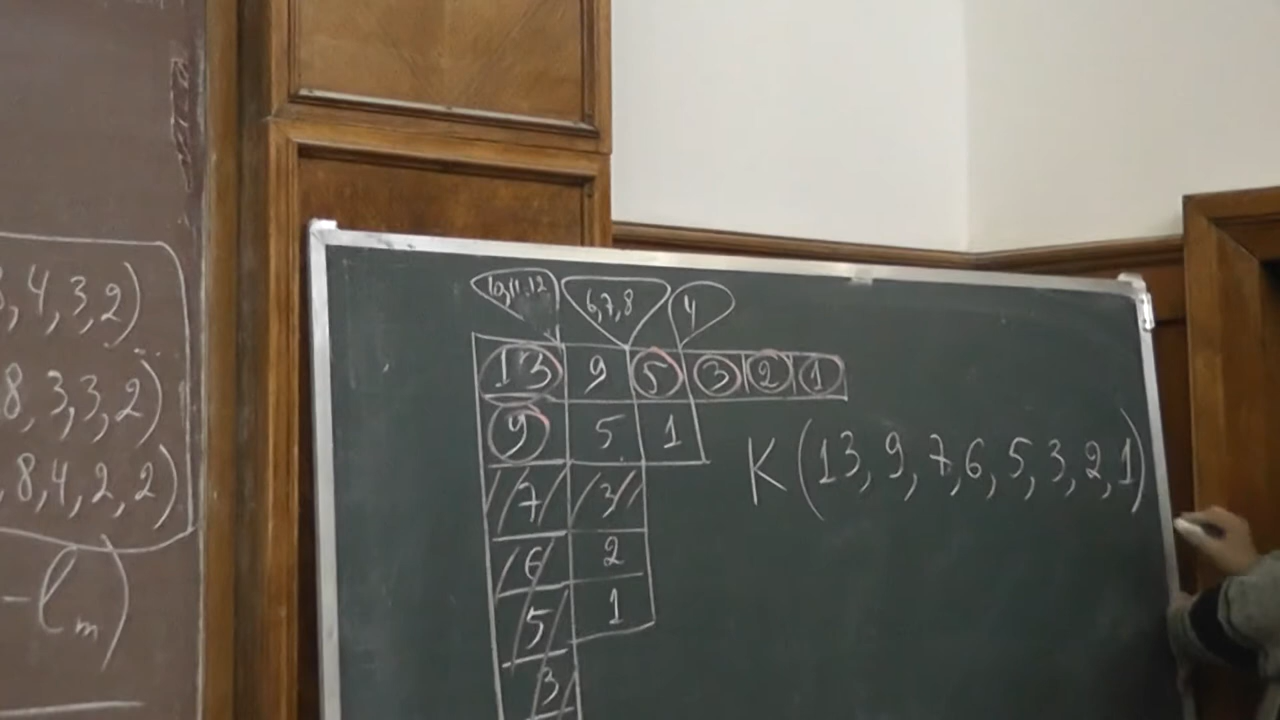 , 4, 3, 2)
8, 3, 3, 2)
, 8, 4, 2, 2)
- l_m)
10, 11, 12 6, 7, 8 4
13 9 5 3 2 1
9 5 1
7 3
6 2
5 1
3
K (13, 9, 7, 6, 5, 3, 2, 1)